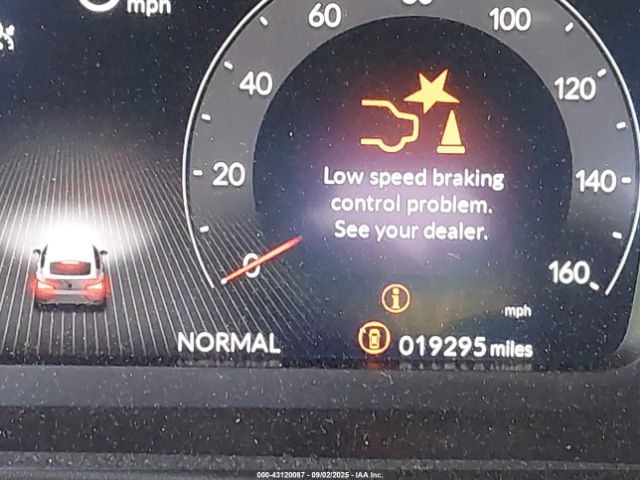 mph
60
80
100
40
120
20
Low speed braking
control problem.
See your dealer.
140
0
160
i
mph
NORMAL
019295 miles
000-43120087 - 09/02/2025 - IAA Inc.